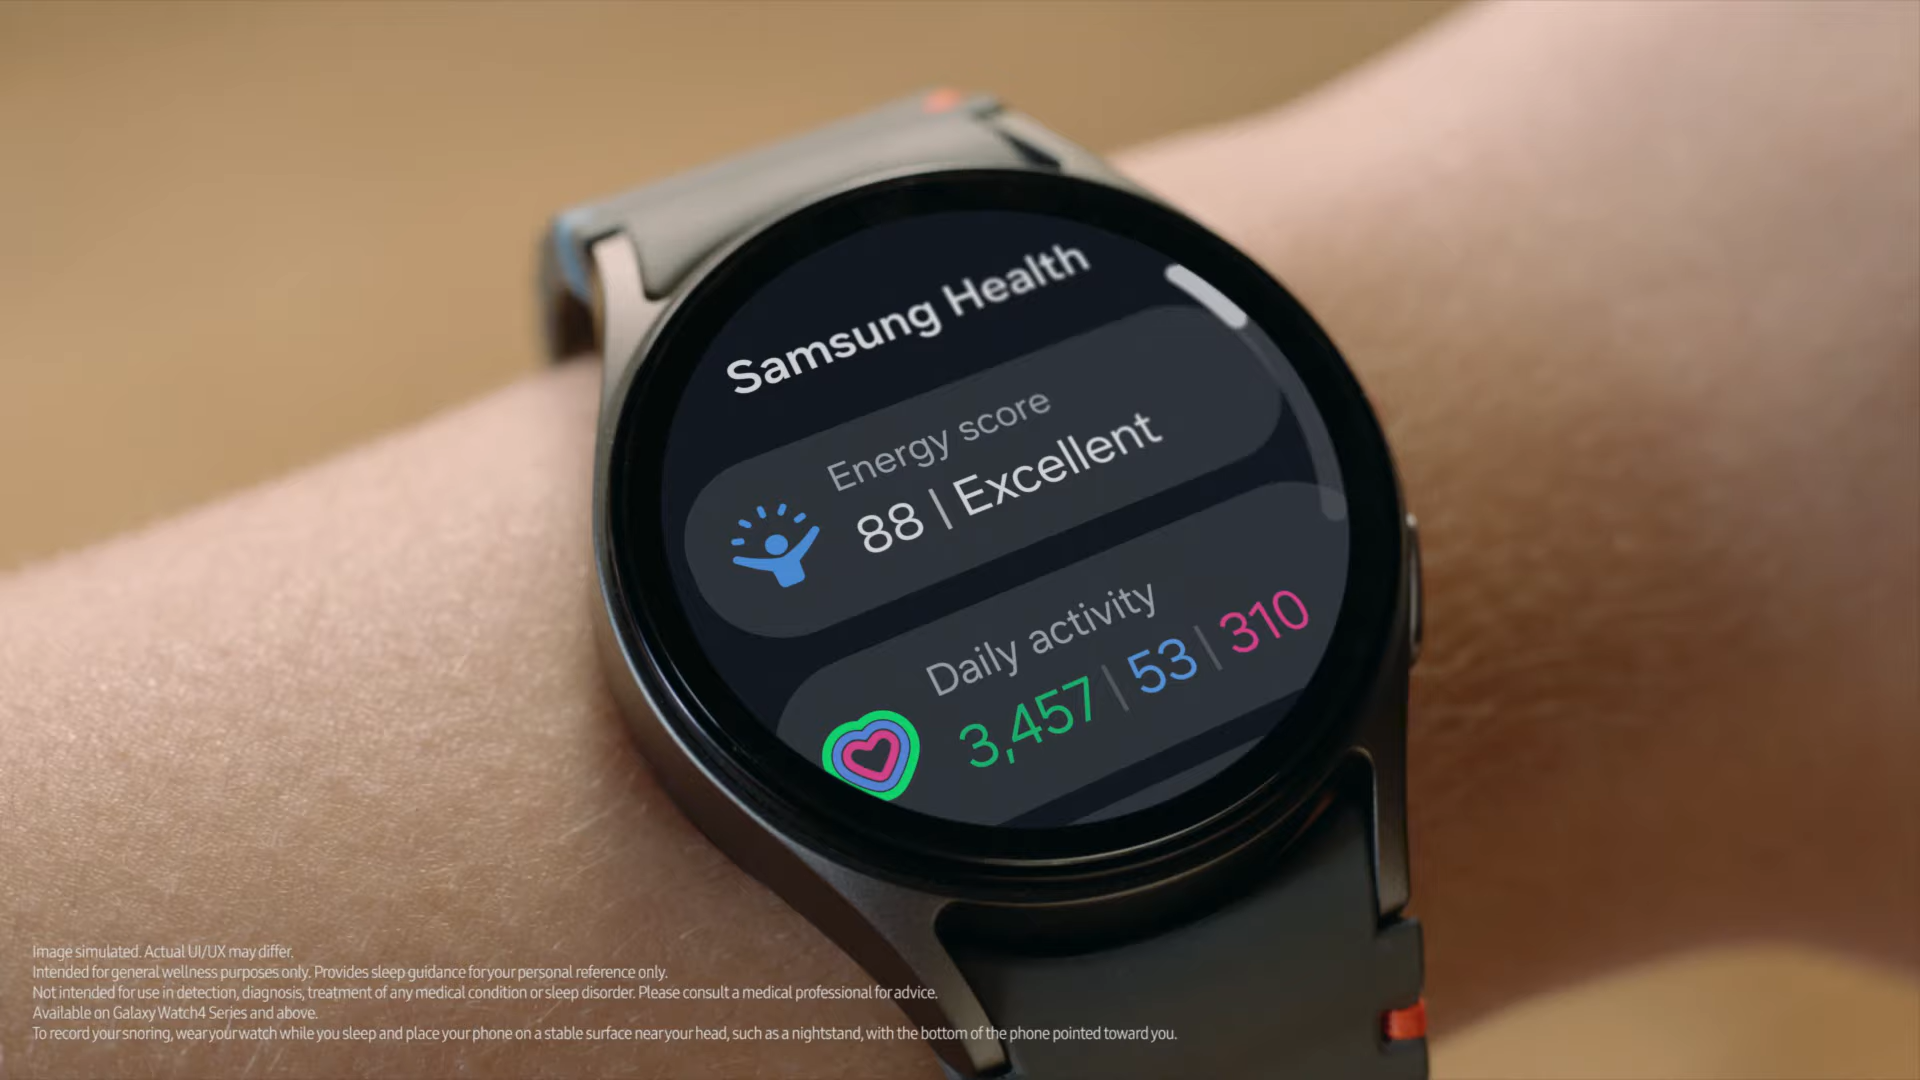 Samsung Health
Energy score
88 | Excellent
Daily activity
3,457 | 53 | 310
Image simulated. Actual UI/UX may differ.
Intended for general wellness purposes only. Provides sleep guidance for your personal reference only.
Not intended for use in detection, diagnosis, treatment of any medical condition or sleep disorder. Please consult a medical professional for advice.
Available on Galaxy Watch4 Series and above.
To record your snoring, wear your watch while you sleep and place your phone on a stable surface near your head, such as a nightstand, with the bottom of the phone pointed toward you.